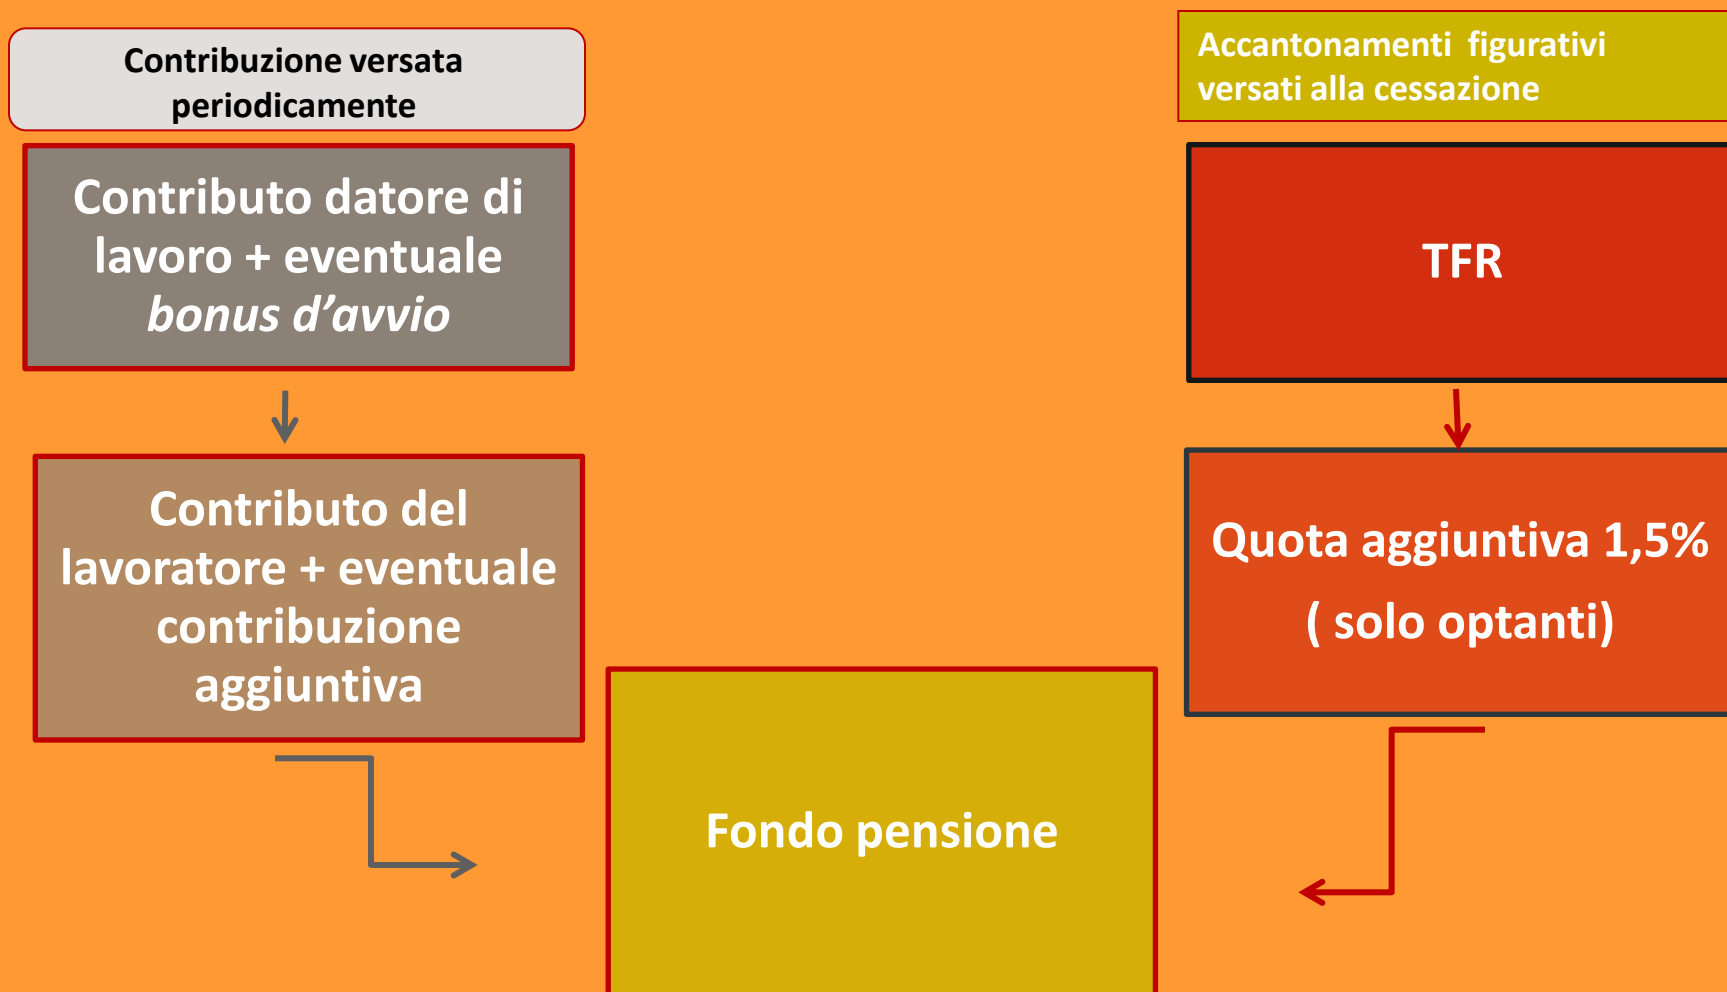 Contribuzione versata
periodicamente
Contributo datore di
lavoro + eventuale
bonus d’avvio
Contributo del
lavoratore + eventuale
contribuzione
aggiuntiva
Accantonamenti  figurativi
versati alla cessazione
TFR
Quota aggiuntiva 1,5%
( solo optanti)
Fondo pensione